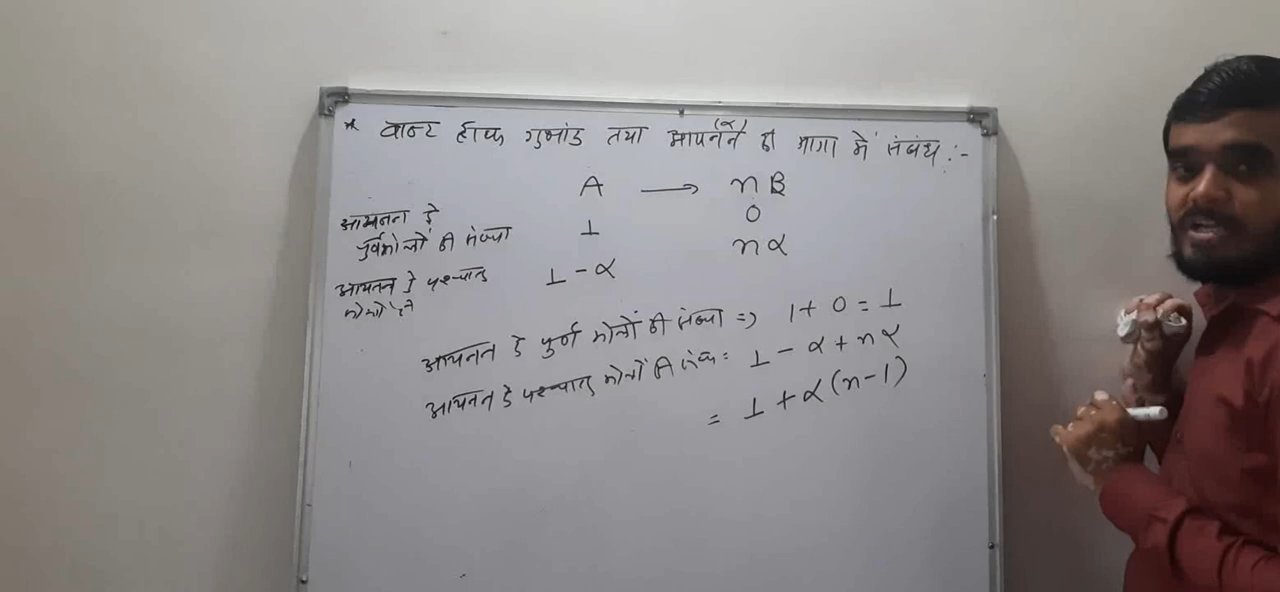 * वान्ट हॉफ गुणांक तथा आयनन (α) की मात्रा में संबंध :-
A ⟶ nB
आयनन के
पूर्व मोलों की संख्या 1 0
आयनन के पश्चात 1 - α nα
आयनन के पूर्व मोलों की संख्या => 1 + 0 = 1
आयनन के पश्चात मोलों की = 1 - α + nα
= 1 + α(n-1)